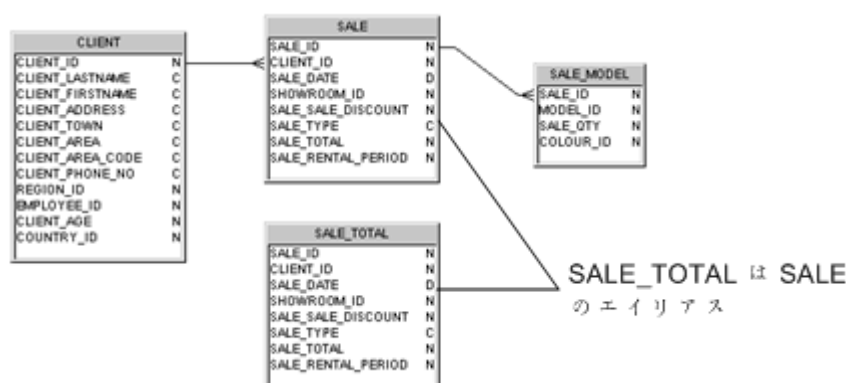 CLIENT
CLIENT_ID N
CLIENT_LASTNAME C
CLIENT_FIRSTNAME C
CLIENT_ADDRESS C
CLIENT_TOWN C
CLIENT_AREA C
CLIENT_AREA_CODE C
CLIENT_PHONE_NO C
REGION_ID N
EMPLOYEE_ID N
CLIENT_AGE N
COUNTRY_ID N
SALE
SALE_ID N
CLIENT_ID N
SALE_DATE D
SHOWROOM_ID N
SALE_SALE_DISCOUNT N
SALE_TYPE C
SALE_TOTAL N
SALE_RENTAL_PERIOD N
SALE_MODEL
SALE_ID N
MODEL_ID N
SALE_QTY N
COLOUR_ID N
SALE_TOTAL
SALE_ID N
CLIENT_ID N
SALE_DATE D
SHOWROOM_ID N
SALE_SALE_DISCOUNT N
SALE_TYPE C
SALE_TOTAL N
SALE_RENTAL_PERIOD N
SALE_TOTAL は SALE
のエイリアス